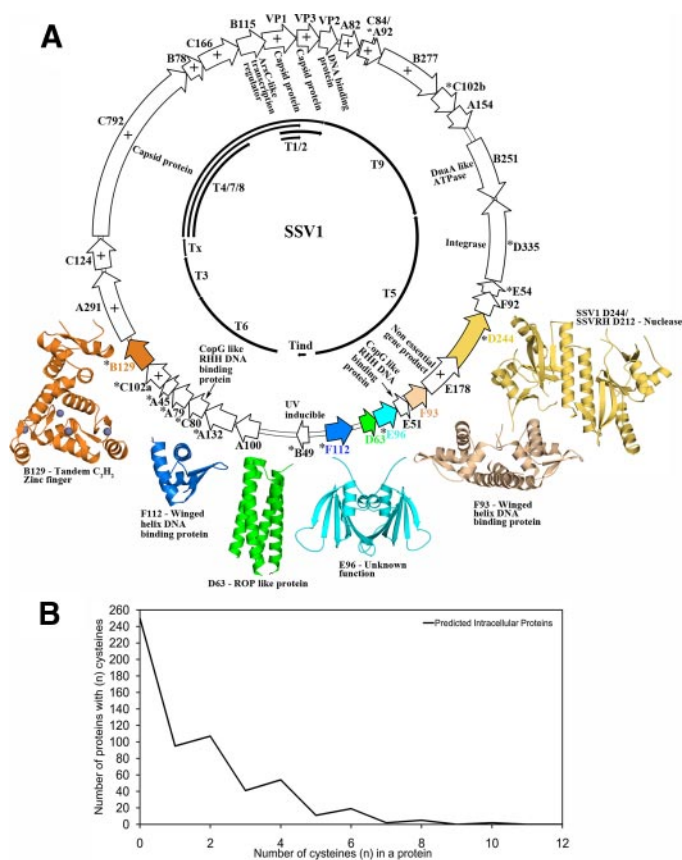 A
B78
C166
B115
VP1
VP3
VP2
A82
C84/
*A92
B277
*C102b
A154
B251
*D335
*E54
F92
*D244
E178
F93
E51
*E96
D63
*F112
*B49
A100
*A132
*C80
*A79
*A45
*C102a
*B129
A291
C124
C792
Capsid protein
ArsC-like
transcription
regulator
Capsid protein
Capsid protein
DNA binding
protein
DnaA like
ATPase
Integrase
Non essential
gene product
CopG like
RHH DNA
binding
protein
UV
inducible
CopG like
RHH DNA binding
protein
SSV1
T1/2
T4/7/8
T9
T5
Tind
T6
T3
Tx
SSV1 D244/
SSVRH D212 - Nuclease
B129 - Tandem C2H2
Zinc finger
F112 - Winged
helix DNA
binding protein
D63 - ROP like protein
E96 - Unknown
function
F93 - Winged
helix DNA
binding protein
B
Predicted Intracellular Proteins
Number of proteins with (n) cysteines
260
240
220
200
180
160
140
120
100
80
60
40
20
0
0 2 4 6 8 10 12
Number of cysteines (n) in a protein